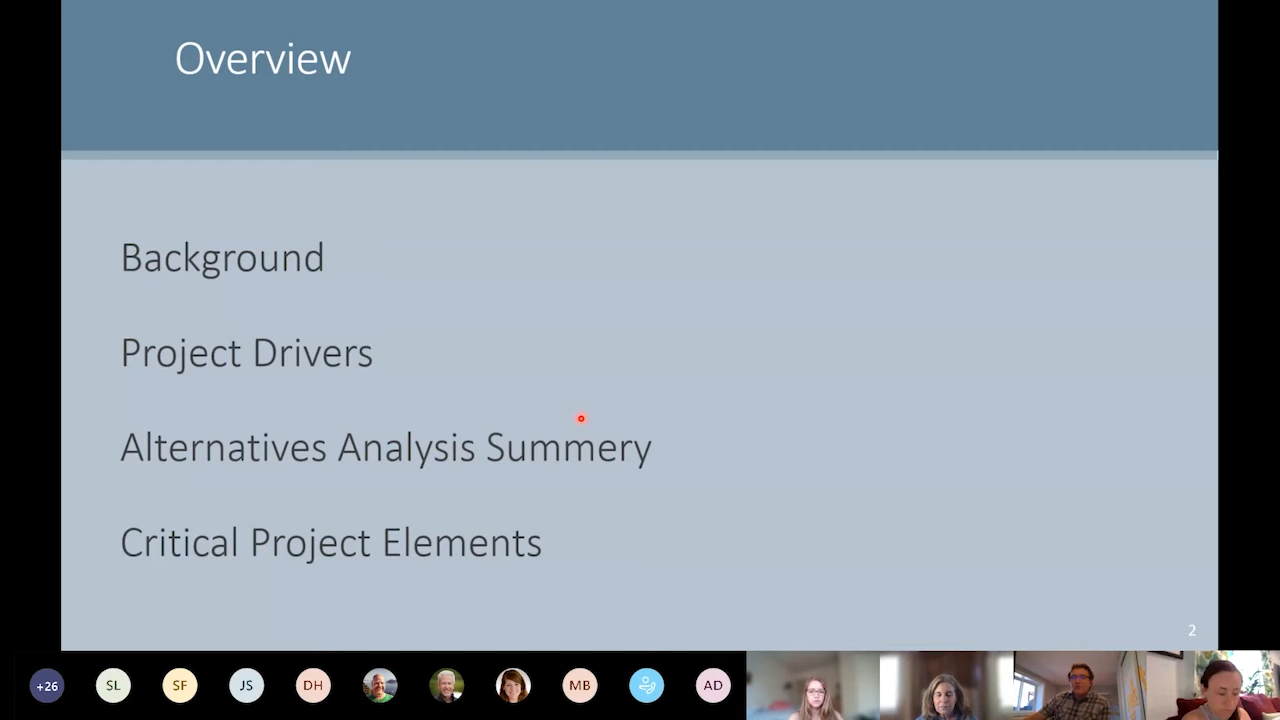 Overview
Background
Project Drivers
Alternatives Analysis Summery
Critical Project Elements
2
+26
SL
SF
JS
DH
MB
AD